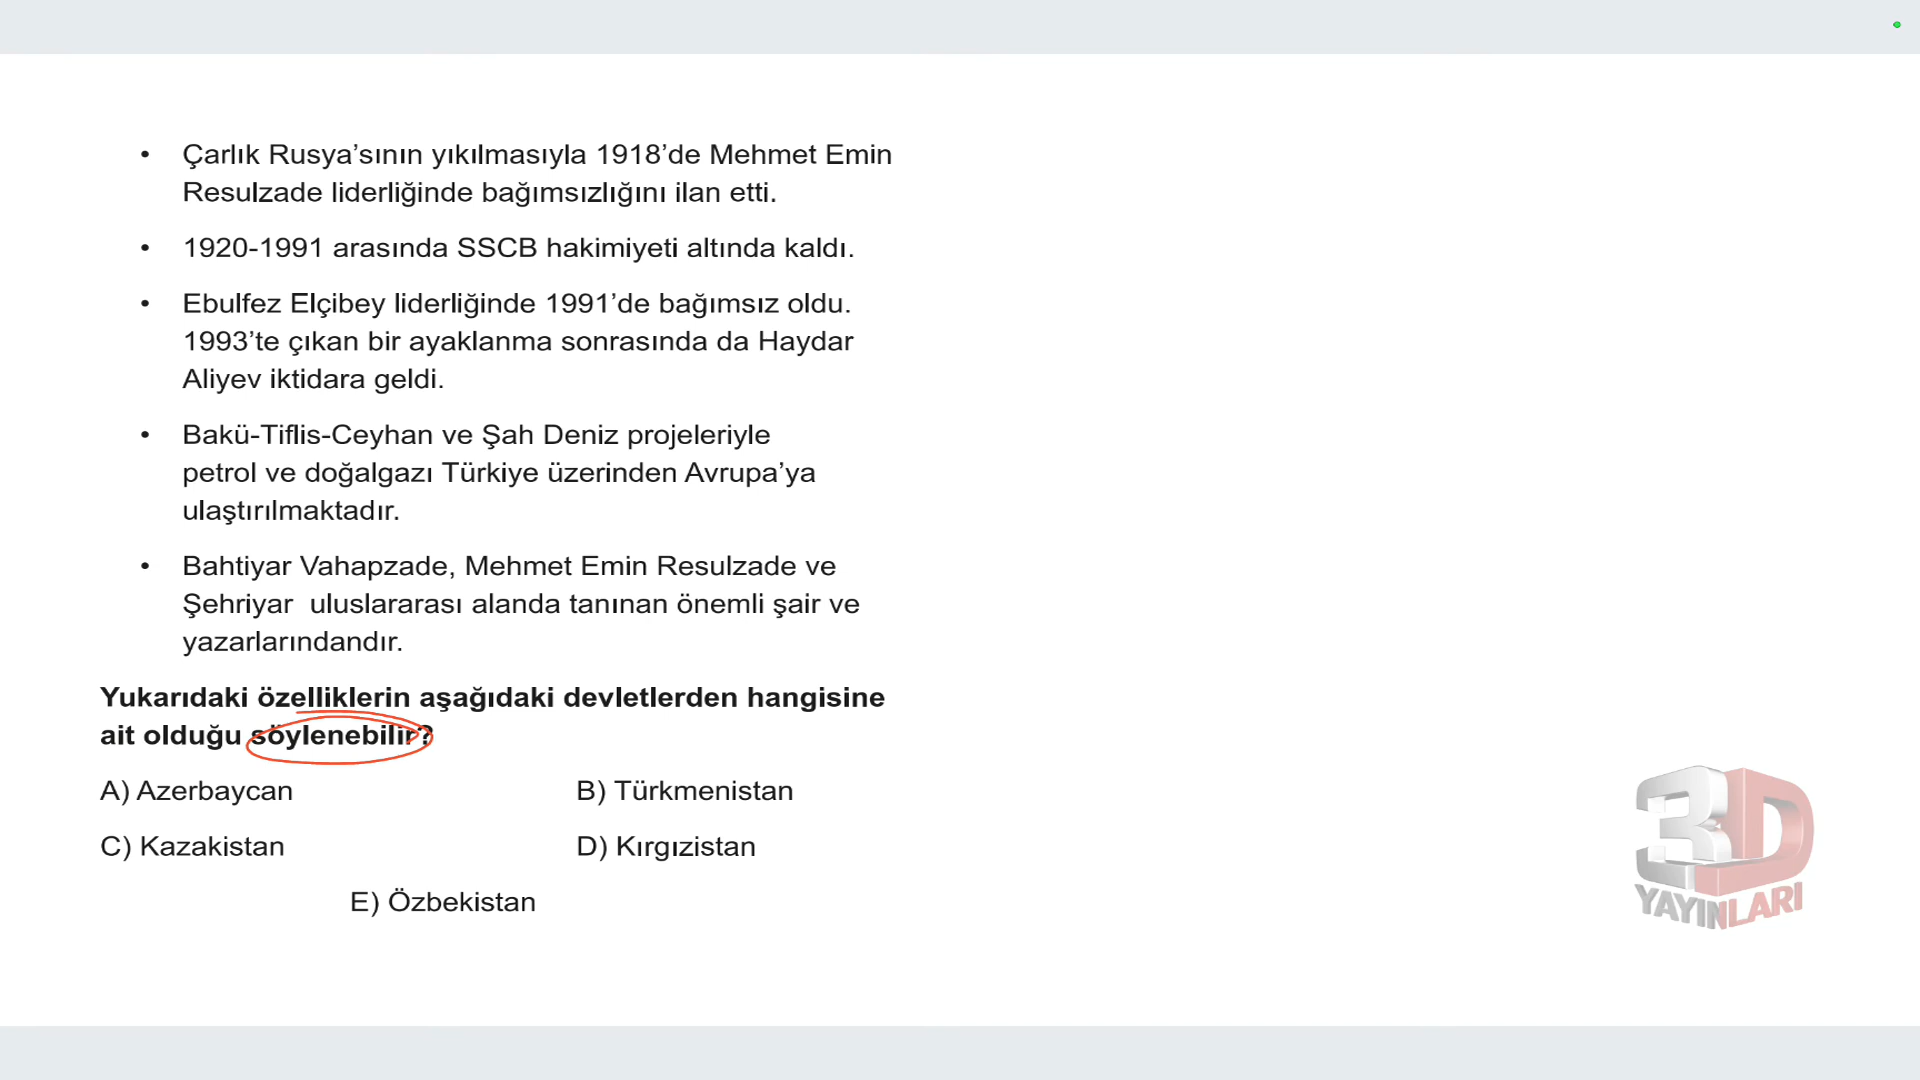 • Çarlık Rusya’sının yıkılmasıyla 1918’de Mehmet Emin
Resulzade liderliğinde bağımsızlığını ilan etti.
• 1920-1991 arasında SSCB hakimiyeti altında kaldı.
• Ebulfez Elçibey liderliğinde 1991’de bağımsız oldu.
1993’te çıkan bir ayaklanma sonrasında da Haydar
Aliyev iktidara geldi.
• Bakü-Tiflis-Ceyhan ve Şah Deniz projeleriyle
petrol ve doğalgazı Türkiye üzerinden Avrupa’ya
ulaştırılmaktadır.
• Bahtiyar Vahapzade, Mehmet Emin Resulzade ve
Şehriyar uluslararası alanda tanınan önemli şair ve
yazarlarındandır.
Yukarıdaki özelliklerin aşağıdaki devletlerden hangisine
ait olduğu söylenebilir?
A) Azerbaycan B) Türkmenistan
C) Kazakistan D) Kırgızistan
E) Özbekistan
3D
YAYINLARI